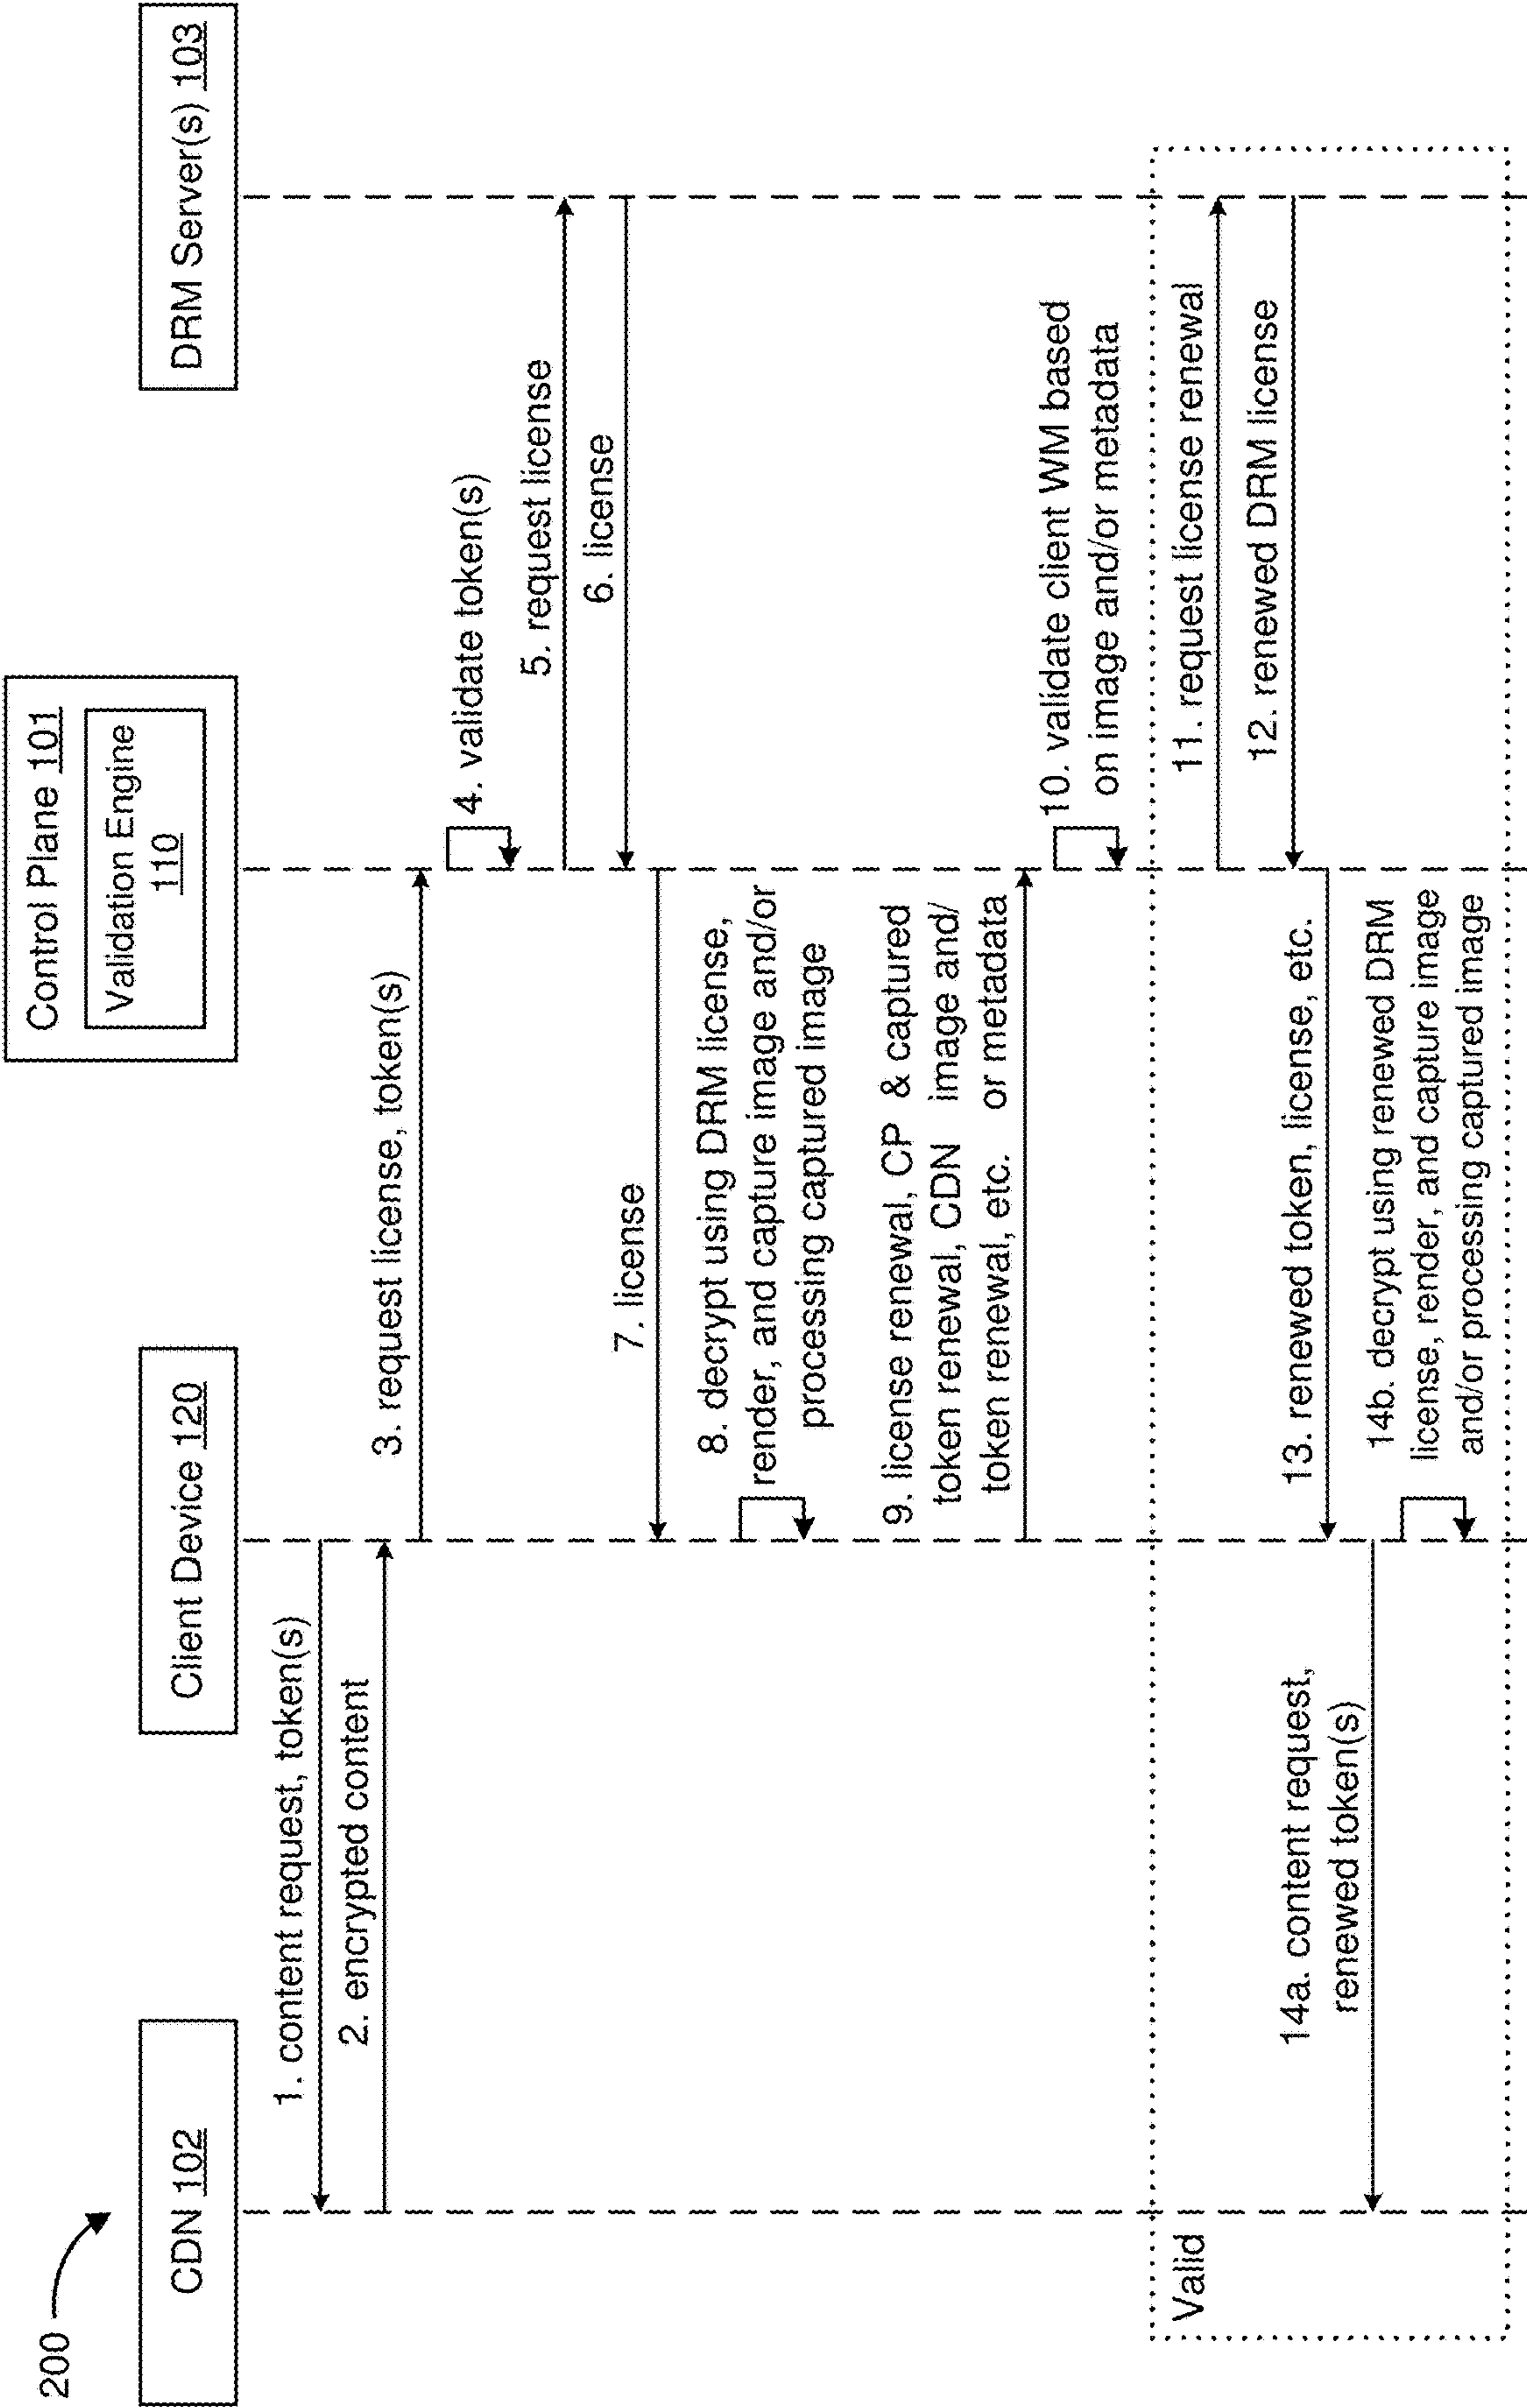 200
CDN 102
Client Device 120
Control Plane 101
Validation Engine
110
DRM Server(s) 103
1. content request, token(s)
2. encrypted content
3. request license, token(s)
4. validate token(s)
5. request license
6. license
7. license
8. decrypt using DRM license,
render, and capture image and/or
processing captured image
9. license renewal, CP & captured
token renewal, CDN image and/
token renewal, etc. or metadata
10. validate client WM based
on image and/or metadata
Valid
11. request license renewal
12. renewed DRM license
13. renewed token, license, etc.
14a. content request,
renewed token(s)
14b. decrypt using renewed DRM
license, render, and capture image
and/or processing captured image